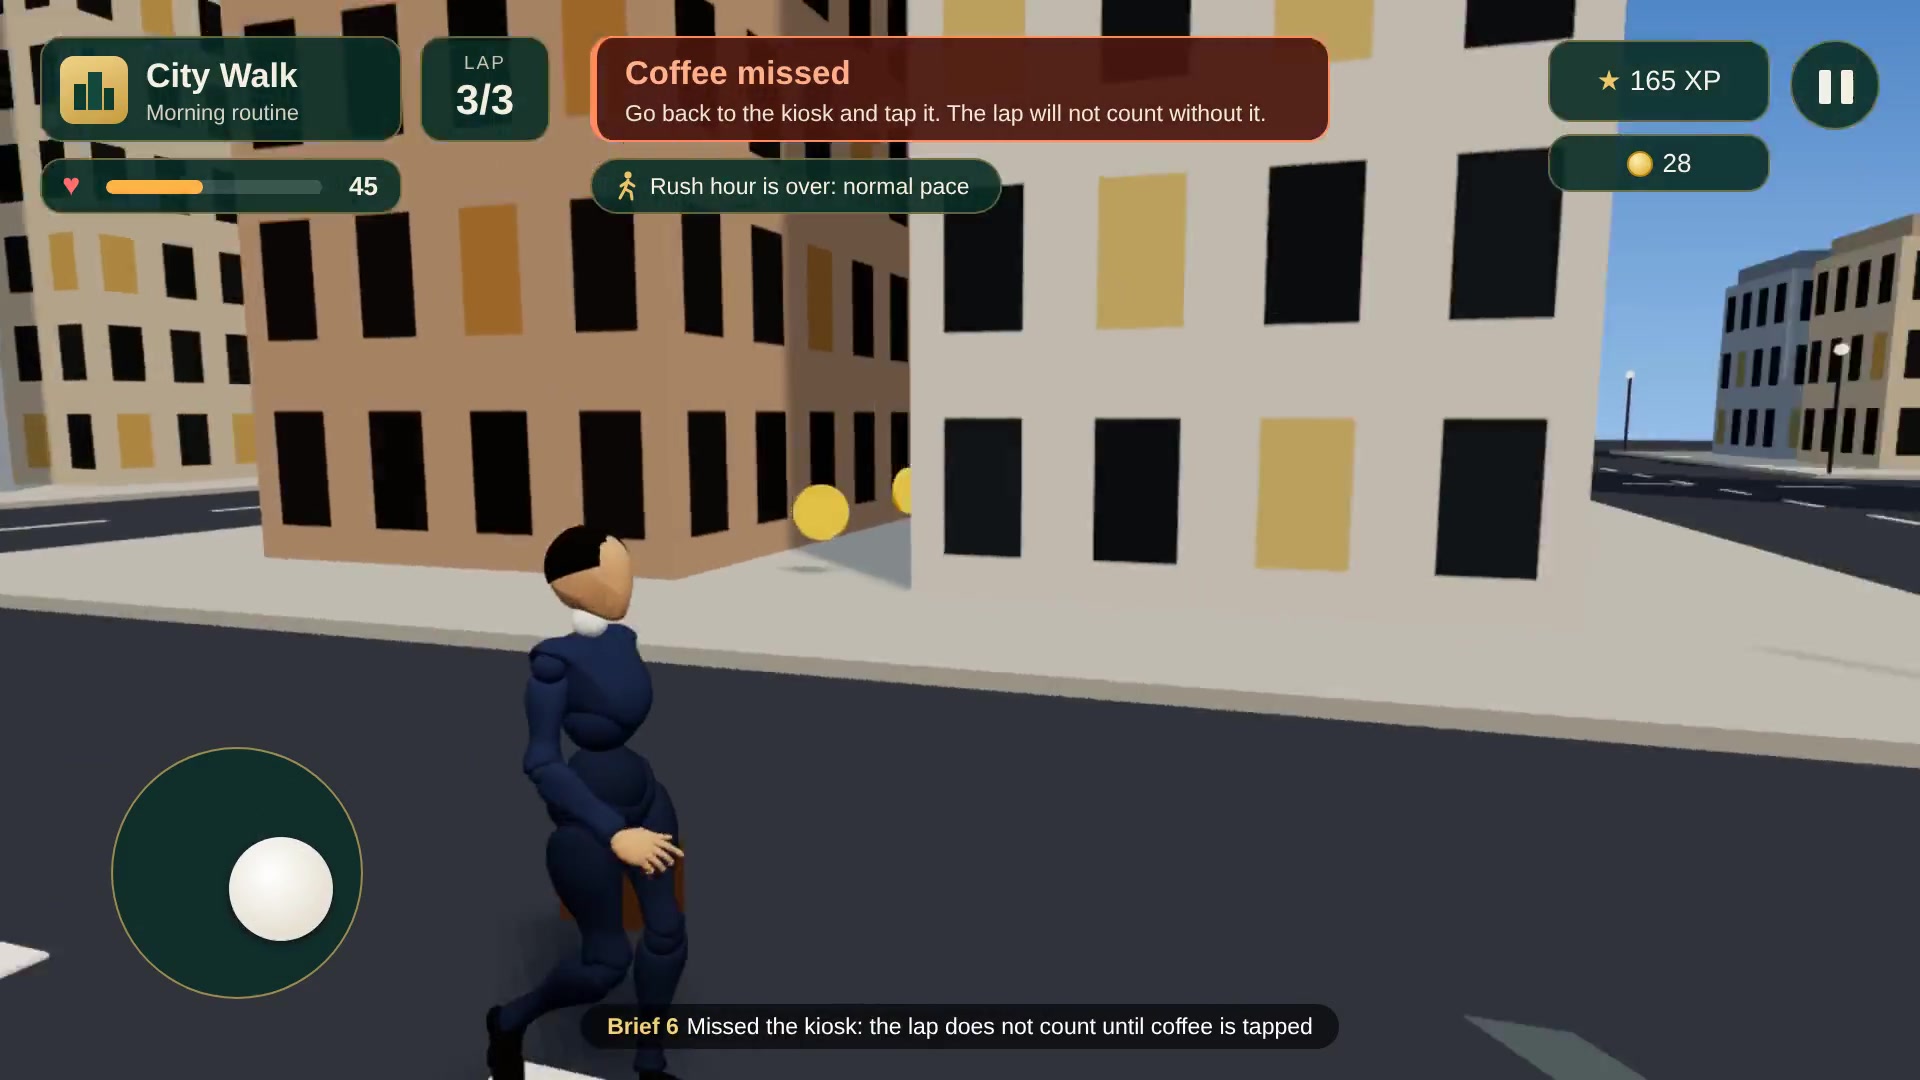 City Walk
Morning routine
LAP
3/3
Coffee missed
Go back to the kiosk and tap it. The lap will not count without it.
165 XP
45
Rush hour is over: normal pace
28
Brief 6 Missed the kiosk: the lap does not count until coffee is tapped